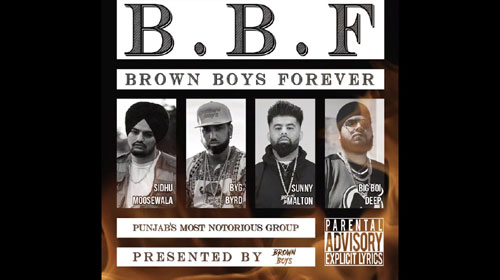 B.B.F
BROWN BOYS FOREVER
SIDHU
MOOSEWALA
BYG
BYRD
SUNNY
MALTON
BIG BOI
DEEP
PUNJAB'S MOST NOTORIOUS GROUP
PRESENTED BY BROWN
BOYS
PARENTAL
ADVISORY
EXPLICIT LYRICS